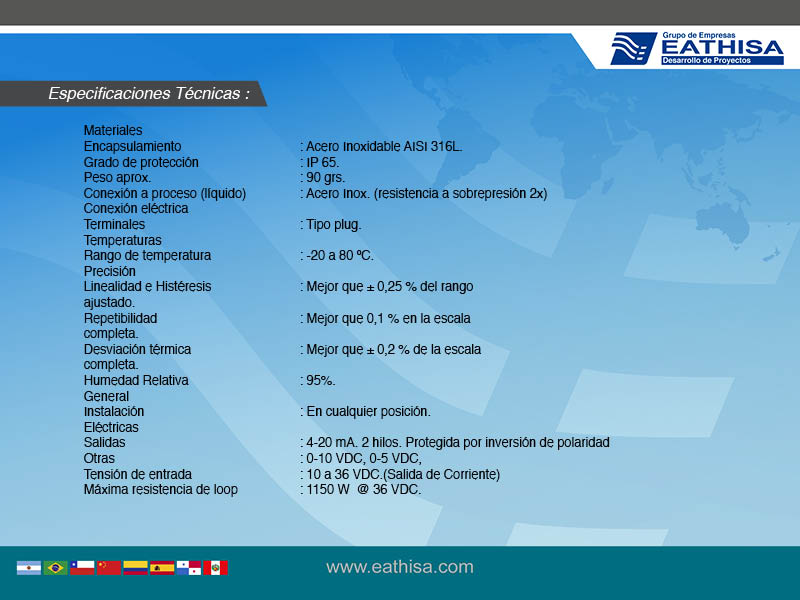 Grupo de Empresas
EATHISA
Desarrollo de Proyectos
Especificaciones Técnicas :
Materiales
Encapsulamiento : Acero Inoxidable AISI 316L.
Grado de protección : IP 65.
Peso aprox. : 90 grs.
Conexión a proceso (líquido) : Acero Inox. (resistencia a sobrepresión 2x)
Conexión eléctrica
Terminales : Tipo plug.
Temperaturas
Rango de temperatura : -20 a 80 ºC.
Precisión
Linealidad e Histéresis : Mejor que ± 0,25 % del rango
ajustado.
Repetibilidad : Mejor que 0,1 % en la escala
completa.
Desviación térmica : Mejor que ± 0,2 % de la escala
completa.
Humedad Relativa : 95%.
General
Instalación : En cualquier posición.
Eléctricas
Salidas : 4-20 mA. 2 hilos. Protegida por inversión de polaridad
Otras : 0-10 VDC, 0-5 VDC,
Tensión de entrada : 10 a 36 VDC.(Salida de Corriente)
Máxima resistencia de loop : 1150 W @ 36 VDC.
www.eathisa.com